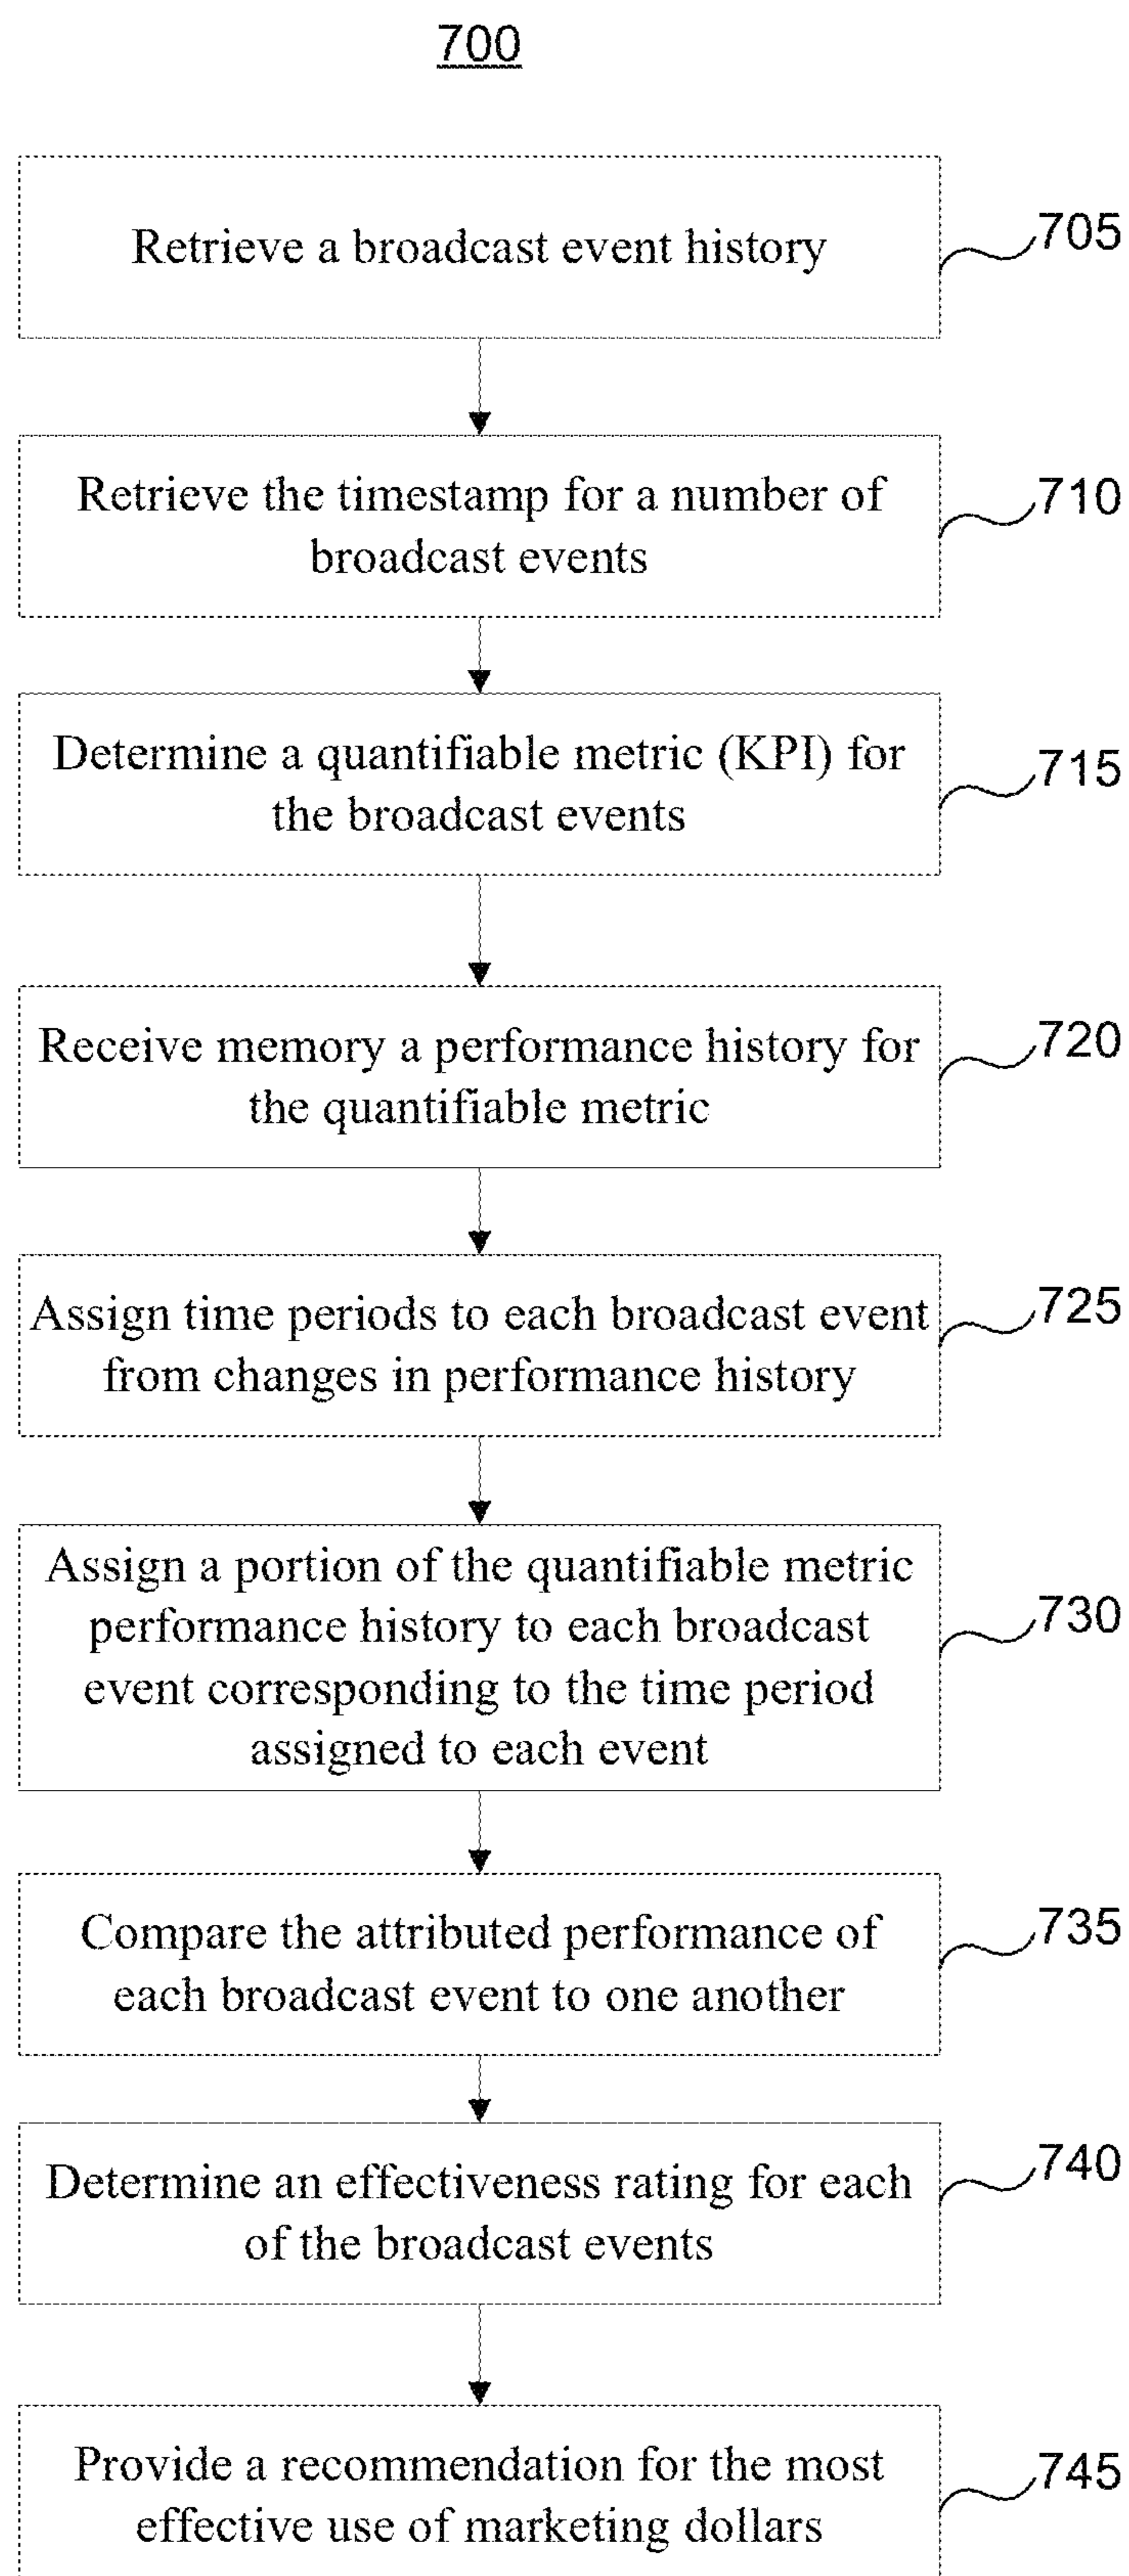 700
Retrieve a broadcast event history
705
Retrieve the timestamp for a number of
broadcast events
710
Determine a quantifiable metric (KPI) for
the broadcast events
715
Receive memory a performance history for
the quantifiable metric
720
Assign time periods to each broadcast event
from changes in performance history
725
Assign a portion of the quantifiable metric
performance history to each broadcast
event corresponding to the time period
assigned to each event
730
Compare the attributed performance of
each broadcast event to one another
735
Determine an effectiveness rating for each
of the broadcast events
740
Provide a recommendation for the most
effective use of marketing dollars
745